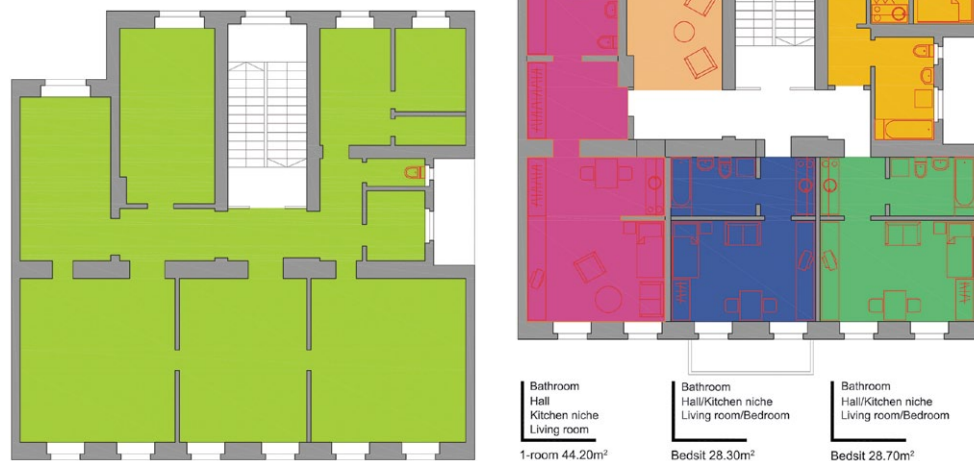 Bathroom
Hall
Kitchen niche
Living room
1-room 44.20m²
Bathroom
Hall/Kitchen niche
Living room/Bedroom
Bedsit 28.30m²
Bathroom
Hall/Kitchen niche
Living room/Bedroom
Bedsit 28.70m²